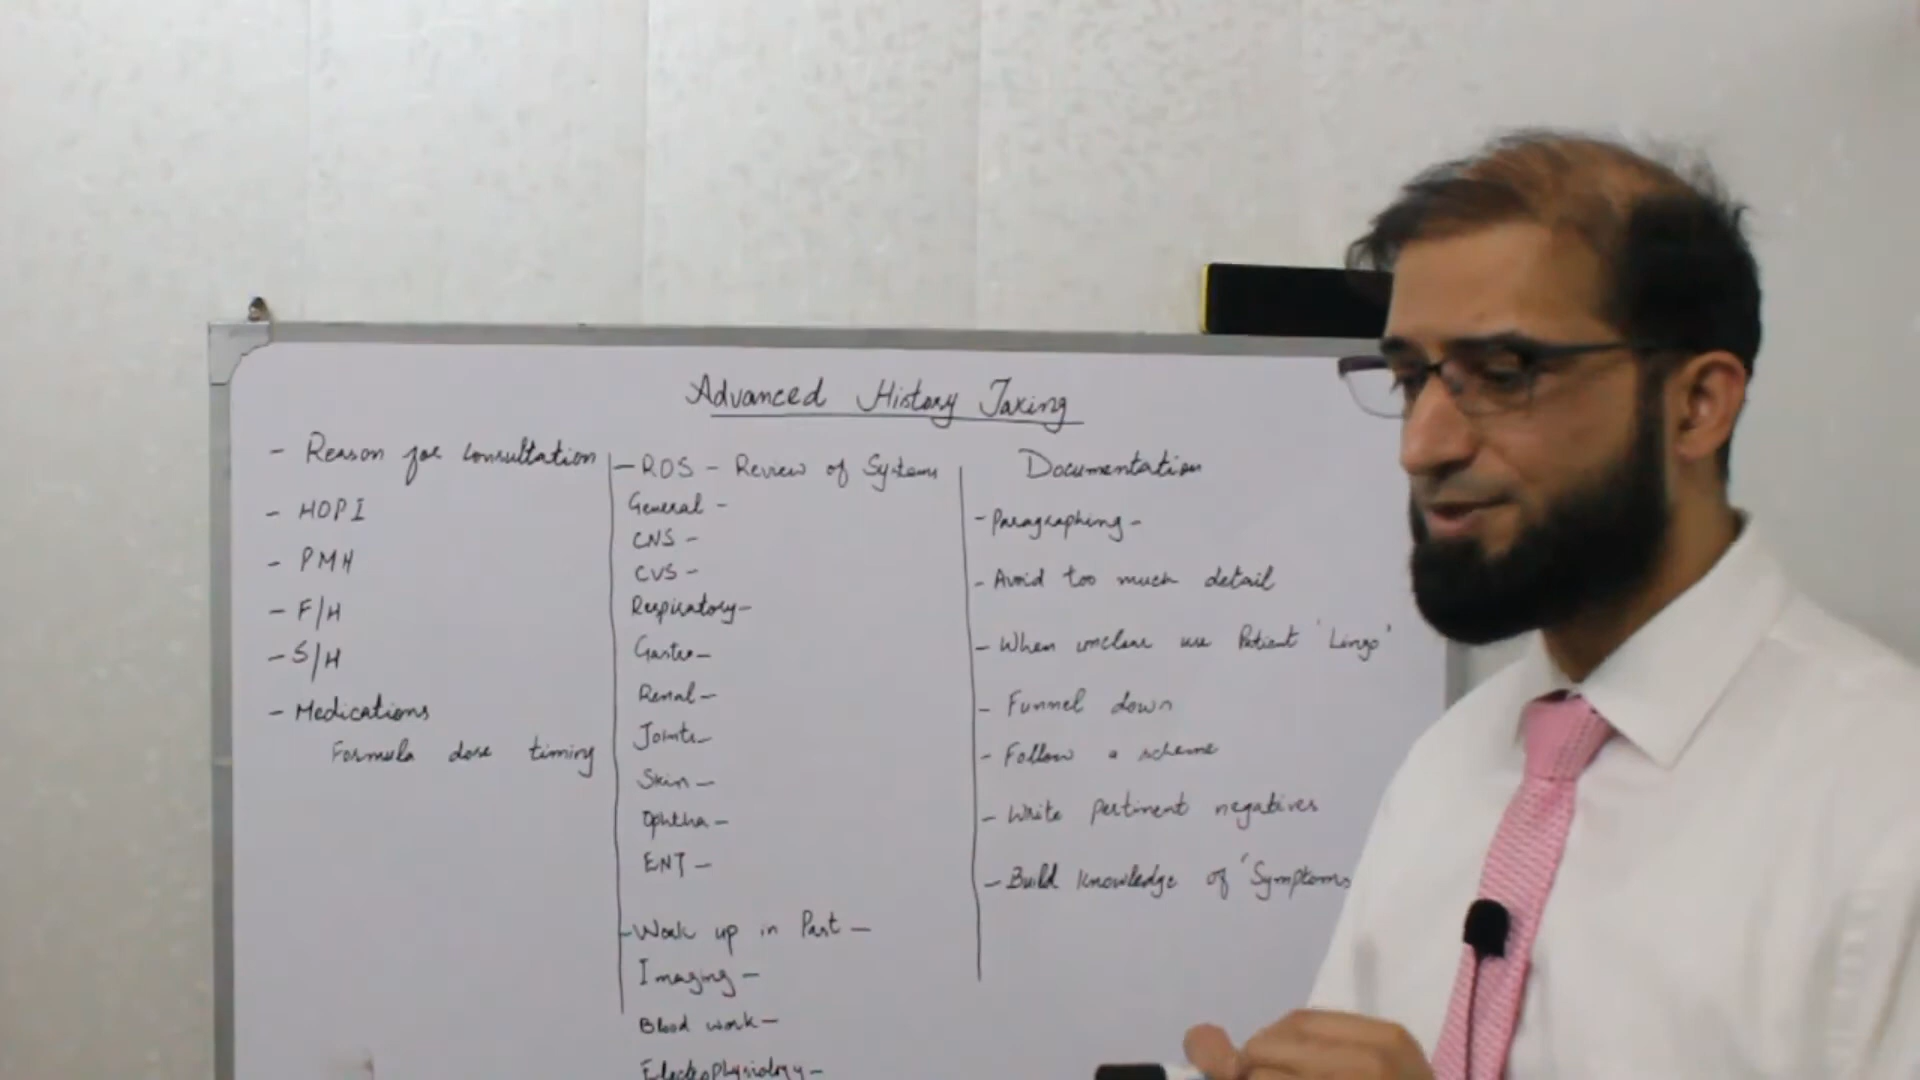 Advanced History Taking
- Reason for consultation
- HOPI
- PMH
- F/H
- S/H
- Medications
Formula dose timing
- ROS - Review of Systems
General -
CNS -
CVS -
Respiratory -
Gastro -
Renal -
Joints -
Skin -
Ophtha -
ENT -
- Work up in Past -
Imaging -
Blood work -
Electrophysiology -
Documentation
- Paragraphing -
- Avoid too much detail
- When unclear use Patient 'Lingo'
- Funnel down
- Follow a scheme
- Write pertinent negatives
- Build knowledge of 'Symptoms